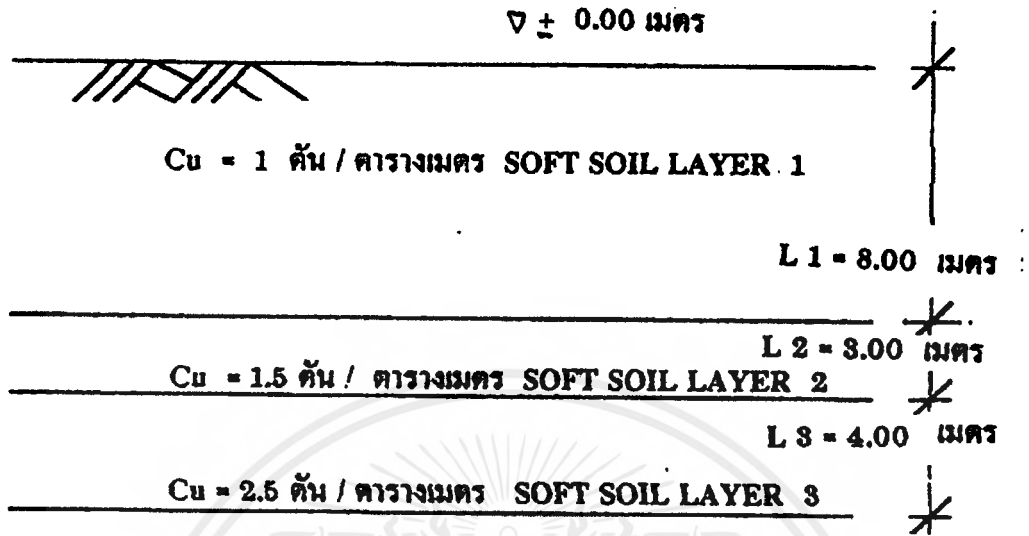 ∇ ± 0.00 เมตร
Cu = 1 ตัน / ตารางเมตร SOFT SOIL LAYER 1
L 1 = 8.00 เมตร
L 2 = 3.00 เมตร
Cu = 1.5 ตัน / ตารางเมตร SOFT SOIL LAYER 2
L 3 = 4.00 เมตร
Cu = 2.5 ตัน / ตารางเมตร SOFT SOIL LAYER 3